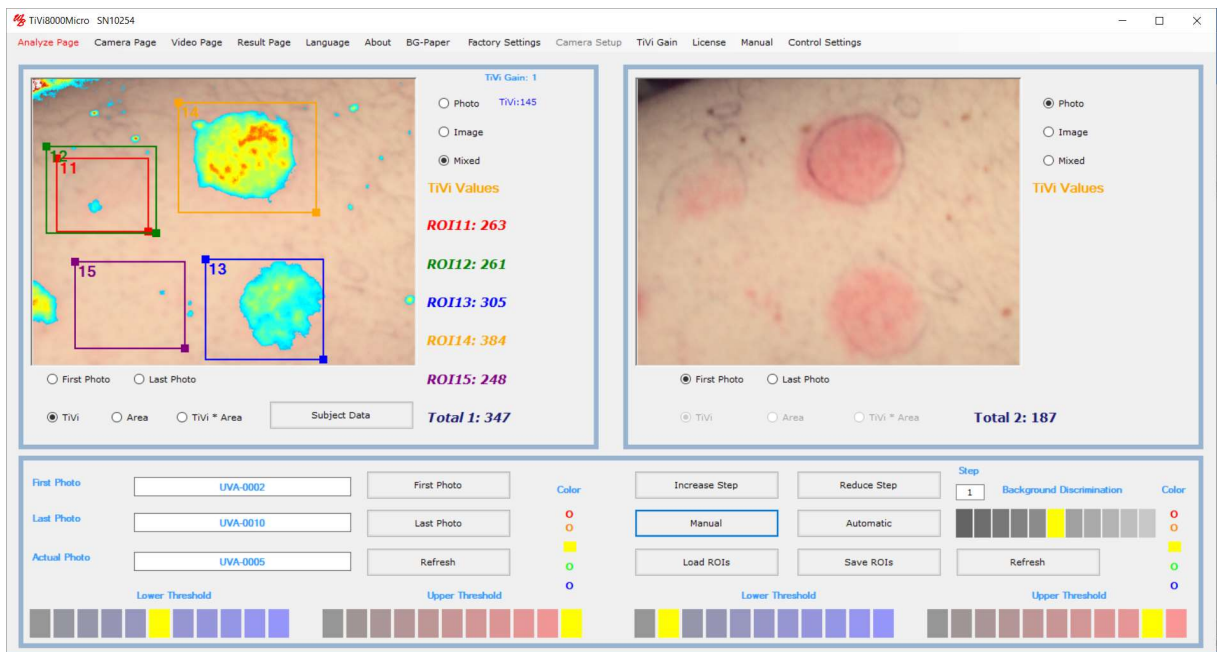 TiVi8000Micro SN10254
Analyze Page Camera Page Video Page Result Page Language About BG-Paper Factory Settings Camera Setup TiVi Gain License Manual Control Settings
TiVi Gain: 1
Photo TiVi:145
Image
Mixed
TiVi Values
ROI11: 263
ROI12: 261
ROI13: 305
ROI14: 384
ROI15: 248
Total 1: 347
14
12
11
15
13
First Photo Last Photo
TiVi Area TiVi * Area Subject Data
Photo
Image
Mixed
TiVi Values
First Photo Last Photo
TiVi Area TiVi * Area Total 2: 187
First Photo UVA-0002 First Photo Color
Last Photo UVA-0010 Last Photo
Actual Photo UVA-0005 Refresh
Lower Threshold Upper Threshold
Increase Step Reduce Step Step 1 Background Discrimination Color
Manual Automatic
Load ROIs Save ROIs Refresh
Lower Threshold Upper Threshold